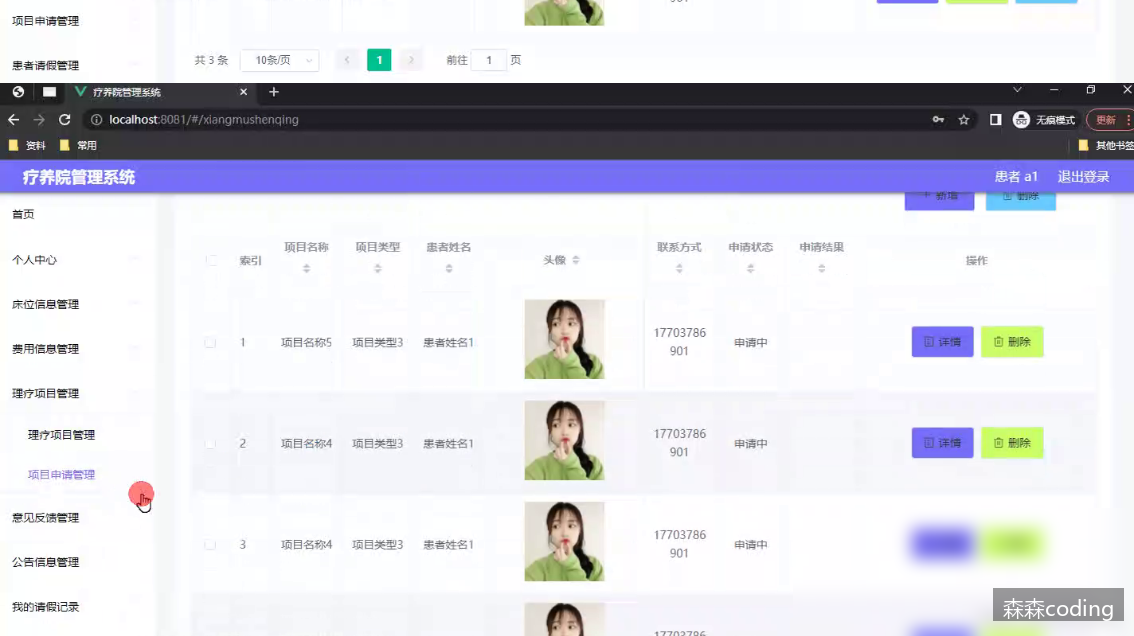 项目申请管理
901
共 3 条 10条/页 1 前往 1 页
患者请假管理
疗养院管理系统
localhost:8081/#/xiangmushenqing
无痕模式 更新
资料 常用 其他书签
疗养院管理系统 患者 a1 退出登录
首页
+ 新增 删除
个人中心
索引 项目名称 项目类型 患者姓名 头像 联系方式 申请状态 申请结果 操作
床位信息管理
1 项目名称5 项目类型3 患者姓名1 17703786901 申请中 详情 删除
费用信息管理
理疗项目管理
理疗项目管理
2 项目名称4 项目类型3 患者姓名1 17703786901 申请中 详情 删除
项目申请管理
意见反馈管理
3 项目名称4 项目类型3 患者姓名1 17703786901 申请中
公告信息管理
我的请假记录
17703786
森森coding